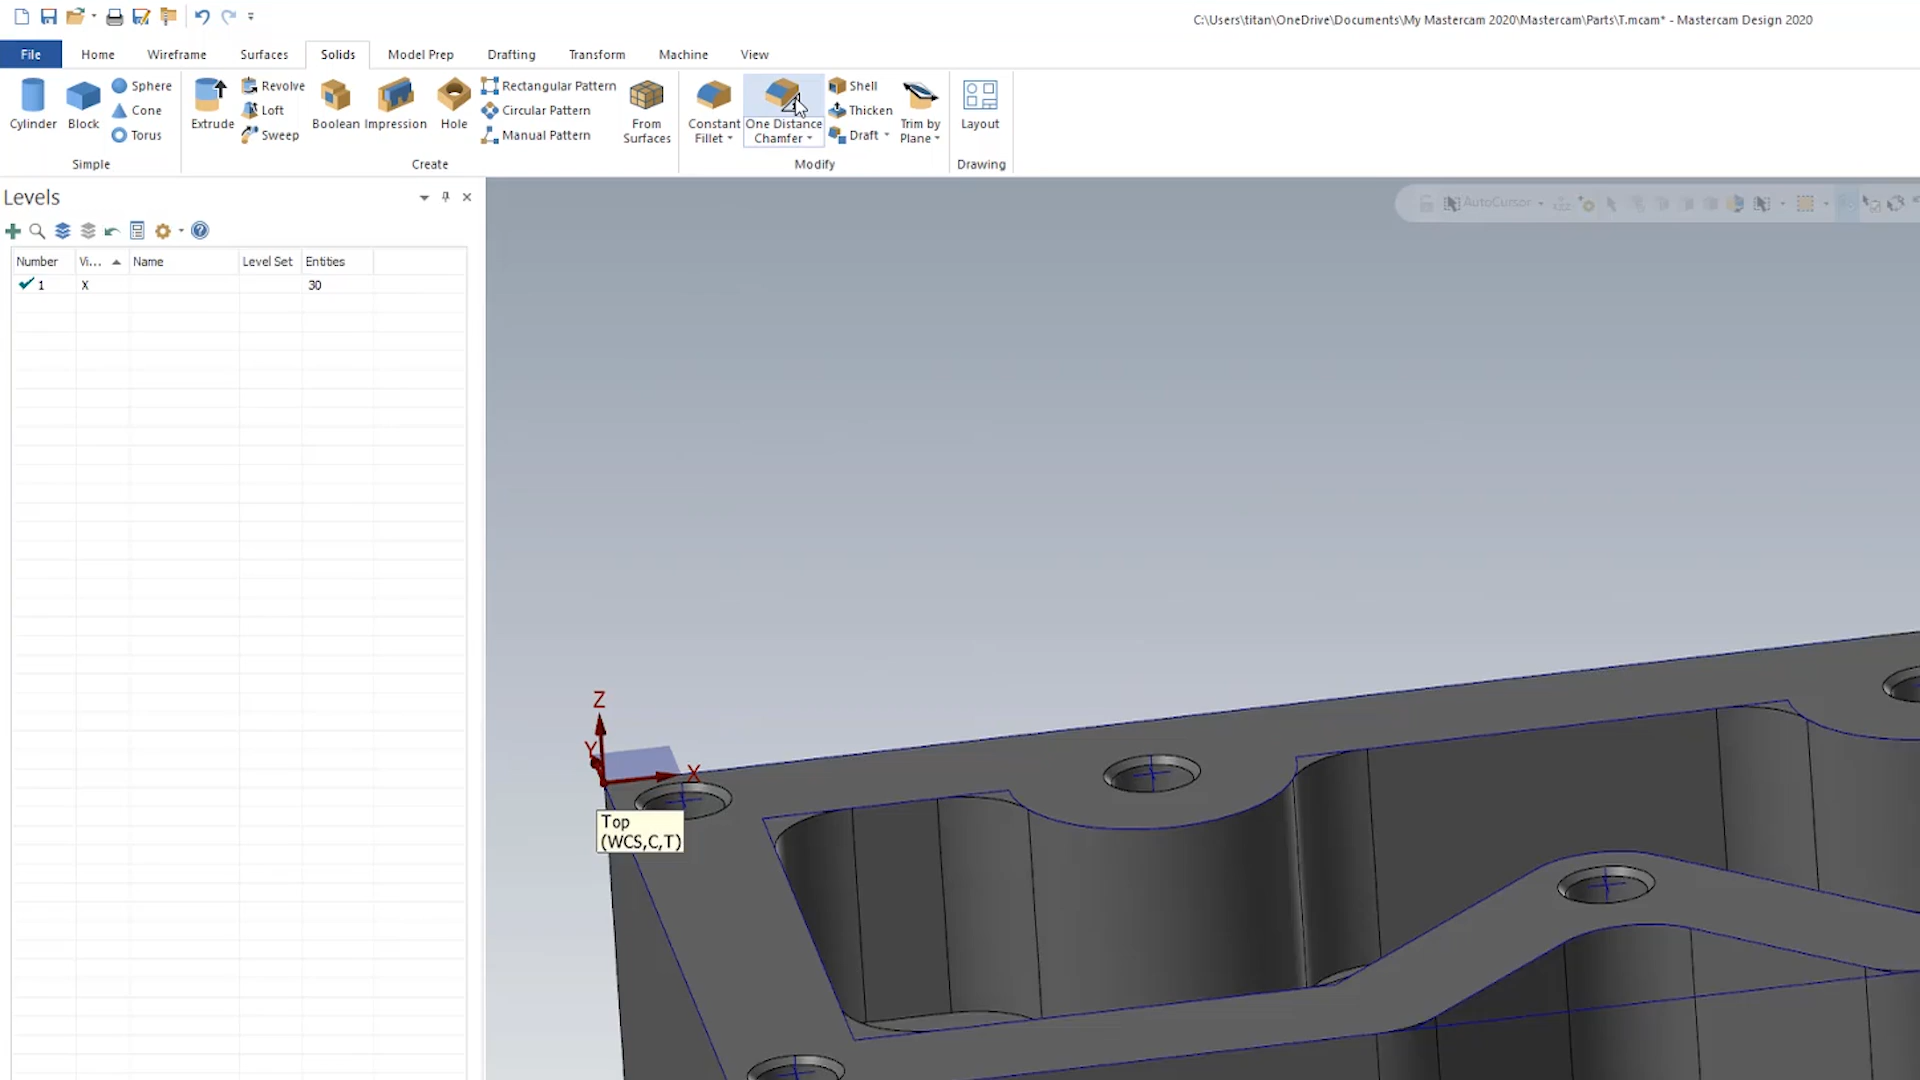 C:\Users\titan\OneDrive\Documents\My Mastercam 2020\Mastercam\Parts\T.mcam* - Mastercam Design 2020
File Home Wireframe Surfaces Solids Model Prep Drafting Transform Machine View
Cylinder
Block
Sphere
Cone
Torus
Simple
Extrude
Revolve
Loft
Sweep
Boolean
Impression
Hole
Rectangular Pattern
Circular Pattern
Manual Pattern
From
Surfaces
Create
Constant
Fillet
One Distance
Chamfer
Shell
Thicken
Draft
Trim by
Plane
Modify
Layout
Drawing
Levels
AutoCursor
Number Vi... Name Level Set Entities
1 X 30
Z
Y
X
Top
(WCS,C,T)